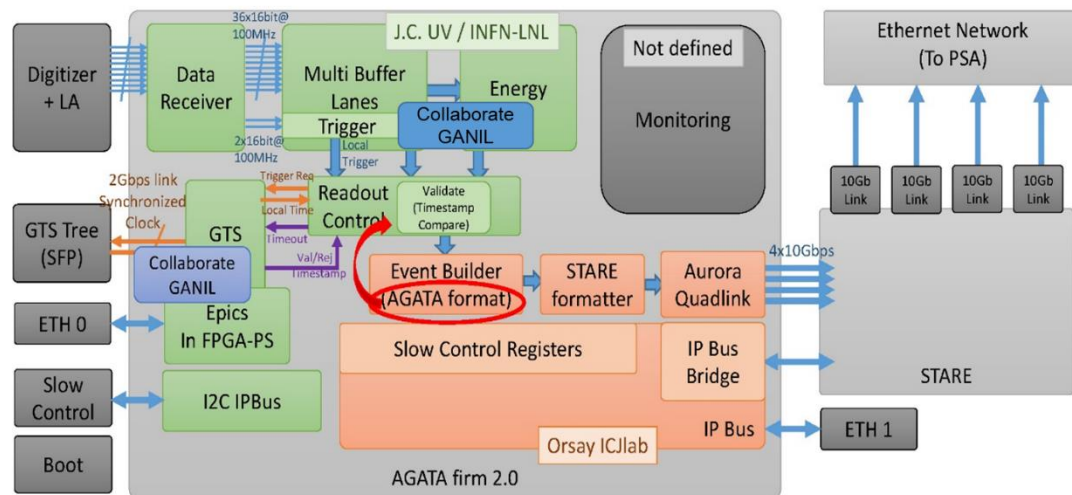 Digitizer
+ LA
36x16bit@
100MHz
Data
Receiver
2x16bit@
100MHz
J.C. UV / INFN-LNL
Multi Buffer
Lanes
Trigger
Energy
Collaborate
GANIL
Local
Trigger
Not defined
Monitoring
Ethernet Network
(To PSA)
10Gb
Link
10Gb
Link
10Gb
Link
10Gb
Link
2Gbps link
Synchronized
Clock
GTS Tree
(SFP)
GTS
Collaborate
GANIL
Trigger Req
Local Time
Timeout
Val/Rej
Timestamp
Readout
Control
Validate
(Timestamp
Compare)
Event Builder
(AGATA format)
STARE
formatter
Aurora
Quadlink
4x10Gbps
STARE
ETH 0
Epics
In FPGA-PS
Slow Control Registers
IP Bus
Bridge
Slow
Control
I2C IPBus
IP Bus
ETH 1
Orsay ICJlab
Boot
AGATA firm 2.0